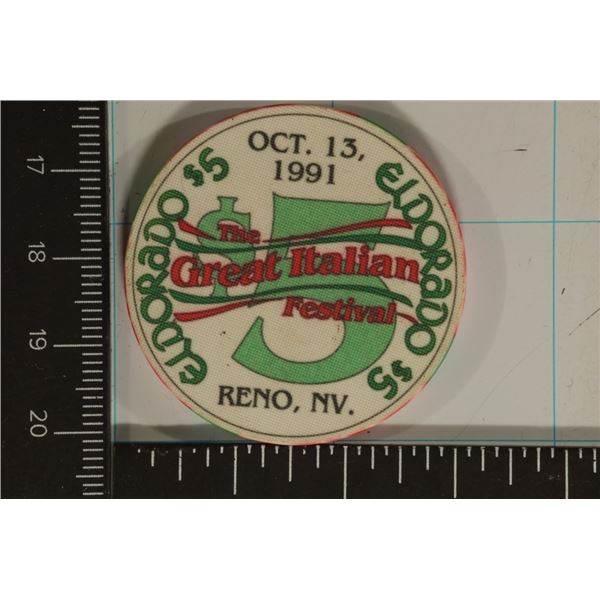 OCT. 13,
1991
ELDORADO $5
ELDORADO $5
$5
The
Great Italian
Festival
RENO, NV.
17
18
19
20